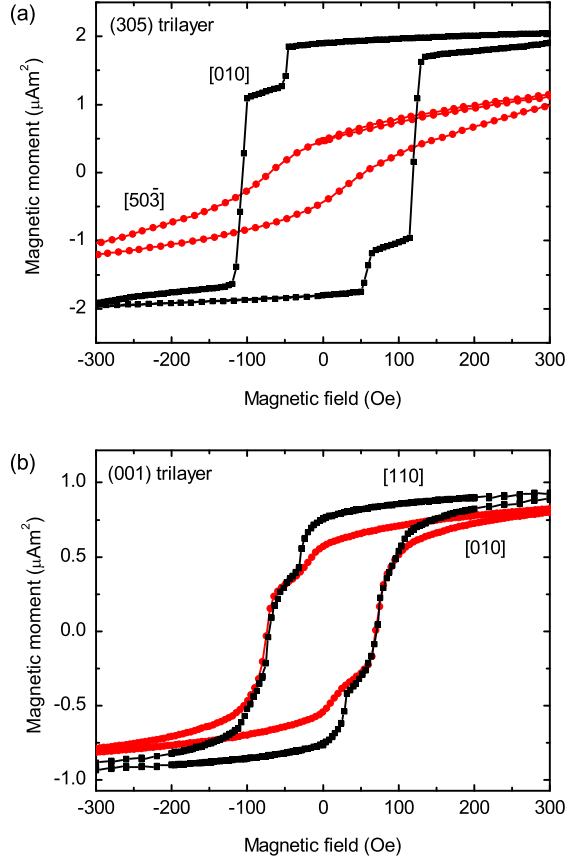 (a)
(305) trilayer
[010]
[503̄]
Magnetic moment (µAm²)
2
1
0
-1
-2
-300 -200 -100 0 100 200 300
Magnetic field (Oe)
(b)
(001) trilayer
[110]
[010]
Magnetic moment (µAm²)
1.0
0.5
0.0
-0.5
-1.0
-300 -200 -100 0 100 200 300
Magnetic field (Oe)